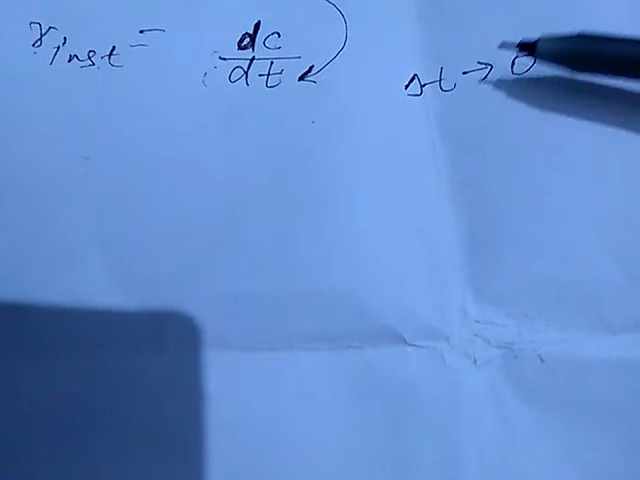 r inst = dc/dt Δt → 0